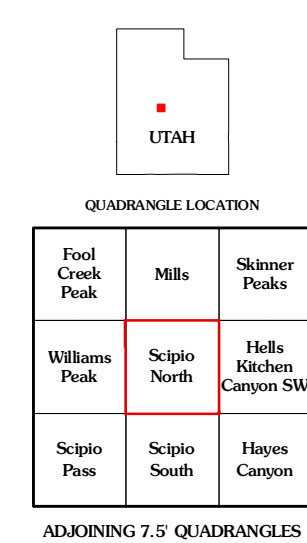 UTAH
QUADRANGLE LOCATION
Fool
Creek
Peak
Mills
Skinner
Peaks
Williams
Peak
Scipio
North
Hells
Kitchen
Canyon SW
Scipio
Pass
Scipio
South
Hayes
Canyon
ADJOINING 7.5' QUADRANGLES